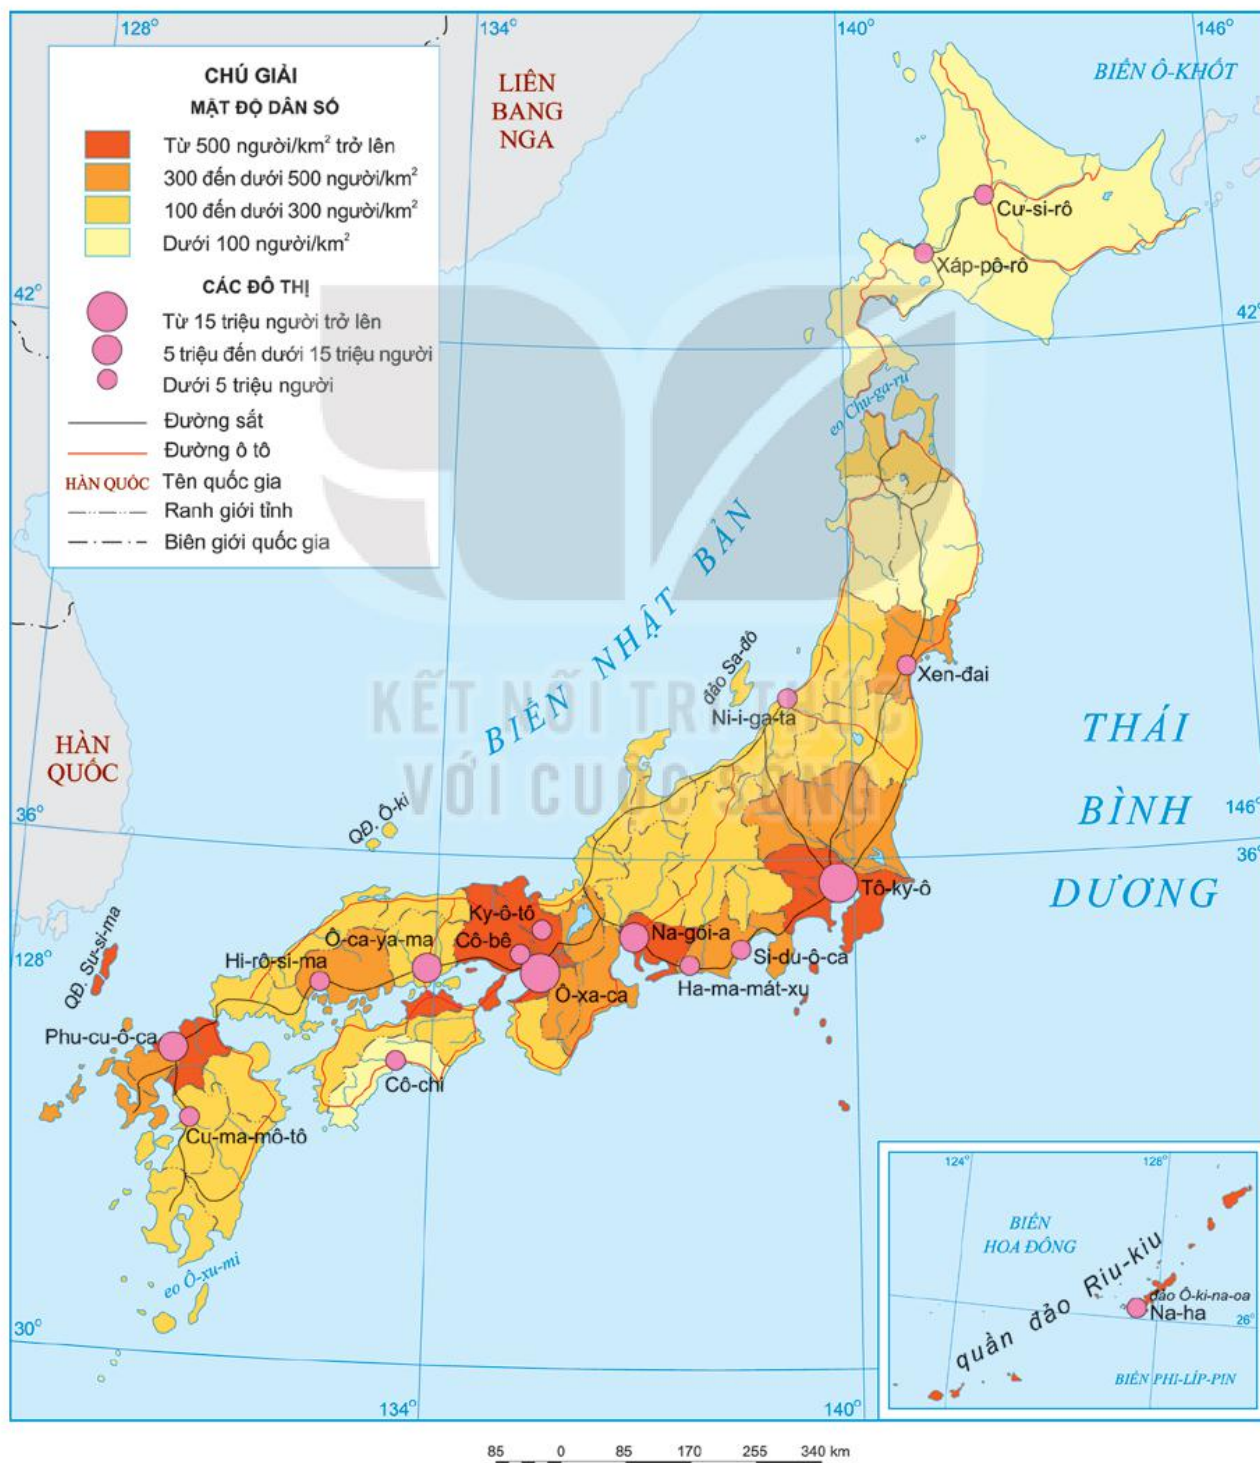 128°
134°
140°
146°
CHÚ GIẢI
MẬT ĐỘ DÂN SỐ
Từ 500 người/km² trở lên
300 đến dưới 500 người/km²
100 đến dưới 300 người/km²
Dưới 100 người/km²
CÁC ĐÔ THỊ
Từ 15 triệu người trở lên
5 triệu đến dưới 15 triệu người
Dưới 5 triệu người
Đường sắt
Đường ô tô
HÀN QUỐC Tên quốc gia
Ranh giới tỉnh
Biên giới quốc gia
LIÊN
BANG
NGA
BIỂN Ô-KHỐT
Cư-si-rô
Xáp-pô-rô
42°
42°
eo Chu-ga-ru
BIỂN NHẬT BẢN
KẾT NỐI TRI THỨC
VỚI CUỘC SỐNG
đảo Sa-đô
Xen-đai
Ni-i-ga-ta
HÀN
QUỐC
THÁI
BÌNH
DƯƠNG
36°
146°
36°
QĐ. Ô-ki
Tô-ky-ô
Ky-ô-tô
Na-gôi-a
Ô-ca-ya-ma
Cô-bê
Si-du-ô-ca
Hi-rô-si-ma
Ô-xa-ca
Ha-ma-mát-xu
128°
QĐ. Su-si-ma
Phu-cu-ô-ca
Cô-chi
Cu-ma-mô-tô
eo Ô-xu-mi
30°
134°
140°
124°
128°
BIỂN
HOA ĐÔNG
quần đảo Riu-kiu
đảo Ô-ki-na-oa
Na-ha
26°
BIỂN PHI-LÍP-PIN
85 0 85 170 255 340 km